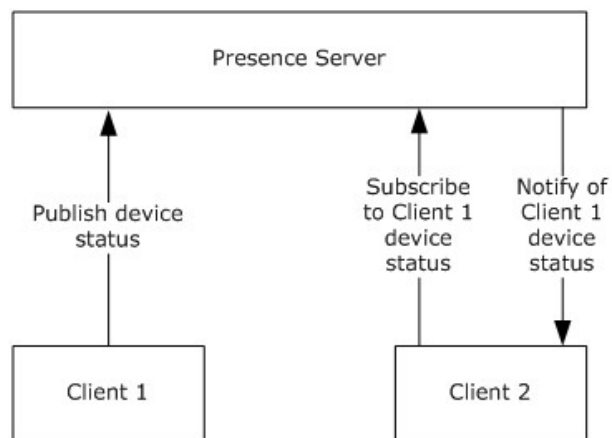 Presence Server
Publish device
status
Subscribe
to Client 1
device
status
Notify of
Client 1
device
status
Client 1
Client 2